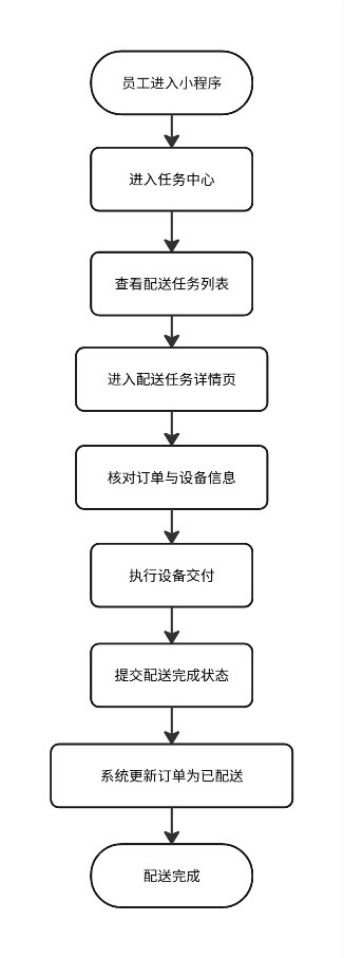 员工进入小程序
进入任务中心
查看配送任务列表
进入配送任务详情页
核对订单与设备信息
执行设备交付
提交配送完成状态
系统更新订单为已配送
配送完成